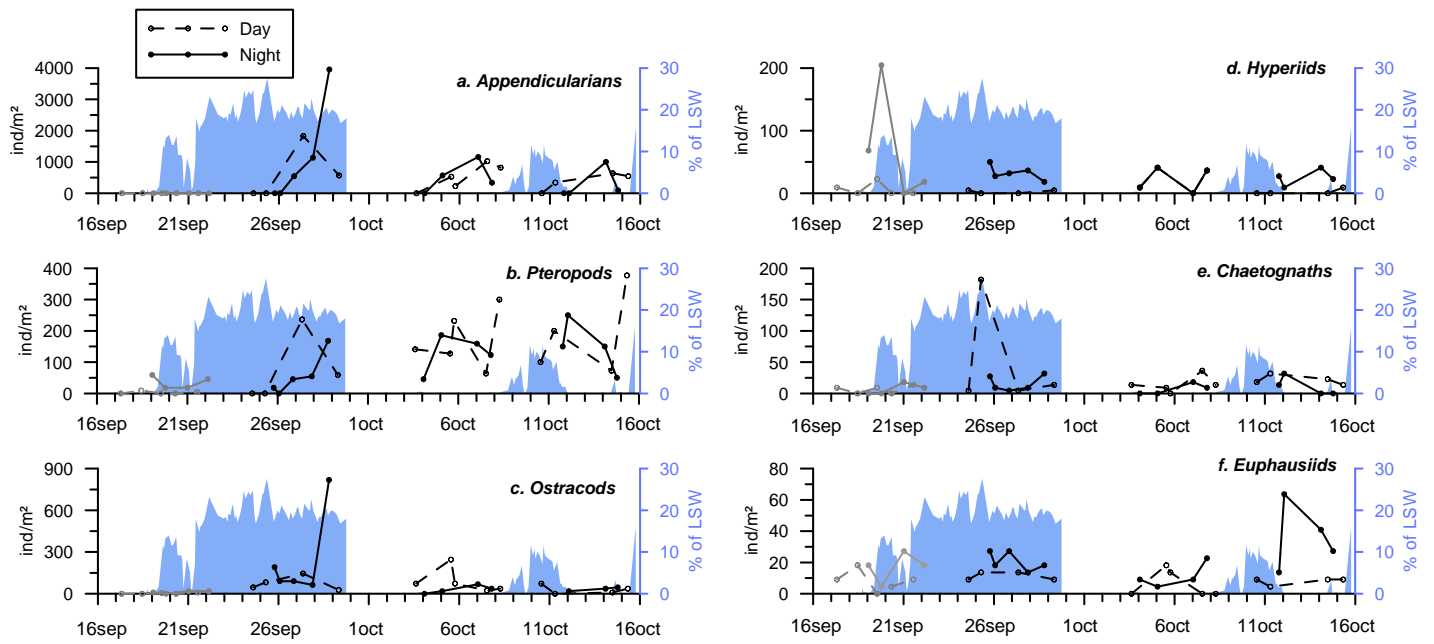 Day
Night
a. Appendicularians
4000
3000
2000
1000
0
ind/m²
30
20
10
0
% of LSW
16sep 21sep 26sep 1oct 6oct 11oct 16oct
b. Pteropods
400
300
200
100
0
ind/m²
30
20
10
0
% of LSW
16sep 21sep 26sep 1oct 6oct 11oct 16oct
c. Ostracods
900
600
300
0
ind/m²
30
20
10
0
% of LSW
16sep 21sep 26sep 1oct 6oct 11oct 16oct
d. Hyperiids
200
100
0
ind/m²
30
20
10
0
% of LSW
16sep 21sep 26sep 1oct 6oct 11oct 16oct
e. Chaetognaths
200
150
100
50
0
ind/m²
30
20
10
0
% of LSW
16sep 21sep 26sep 1oct 6oct 11oct 16oct
f. Euphausiids
80
60
40
20
0
ind/m²
30
20
10
0
% of LSW
16sep 21sep 26sep 1oct 6oct 11oct 16oct